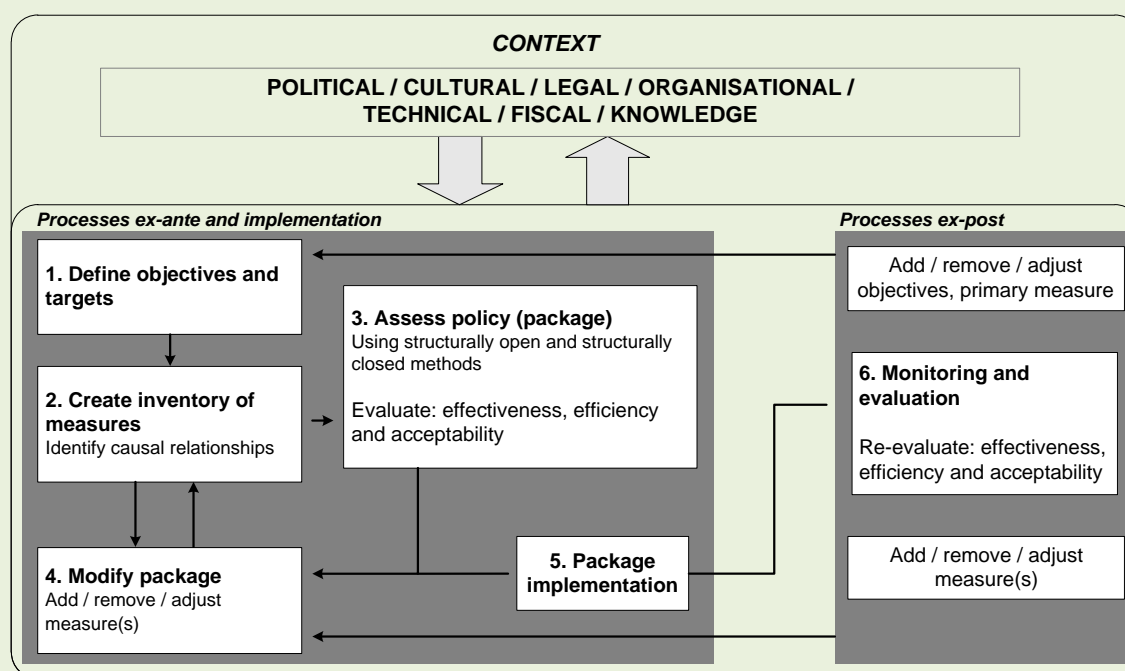 CONTEXT
POLITICAL / CULTURAL / LEGAL / ORGANISATIONAL /
TECHNICAL / FISCAL / KNOWLEDGE
Processes ex-ante and implementation
1. Define objectives and
targets
2. Create inventory of
measures
Identify causal relationships
3. Assess policy (package)
Using structurally open and structurally
closed methods
Evaluate: effectiveness, efficiency
and acceptability
4. Modify package
Add / remove / adjust
measure(s)
5. Package
implementation
Processes ex-post
Add / remove / adjust
objectives, primary measure
6. Monitoring and
evaluation
Re-evaluate: effectiveness,
efficiency and acceptability
Add / remove / adjust
measure(s)